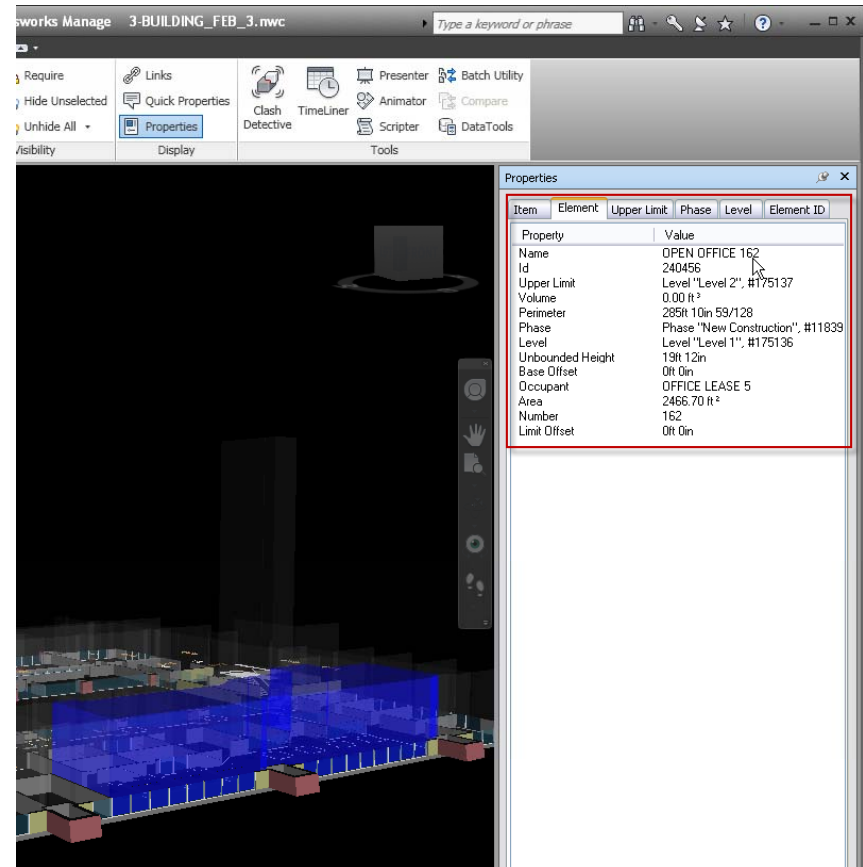 sworks Manage 3-BUILDING_FEB_3.nwc Type a keyword or phrase
Require
Hide Unselected
Unhide All
Visibility
Links
Quick Properties
Properties
Display
Clash
Detective
TimeLiner
Presenter
Animator
Scripter
Batch Utility
Compare
DataTools
Tools
Properties
Item Element Upper Limit Phase Level Element ID
Property Value
Name OPEN OFFICE 162
Id 240456
Upper Limit Level "Level 2", #175137
Volume 0.00 ft³
Perimeter 285ft 10in 59/128
Phase Phase "New Construction", #11839
Level Level "Level 1", #175136
Unbounded Height 19ft 12in
Base Offset 0ft 0in
Occupant OFFICE LEASE 5
Area 2466.70 ft²
Number 162
Limit Offset 0ft 0in